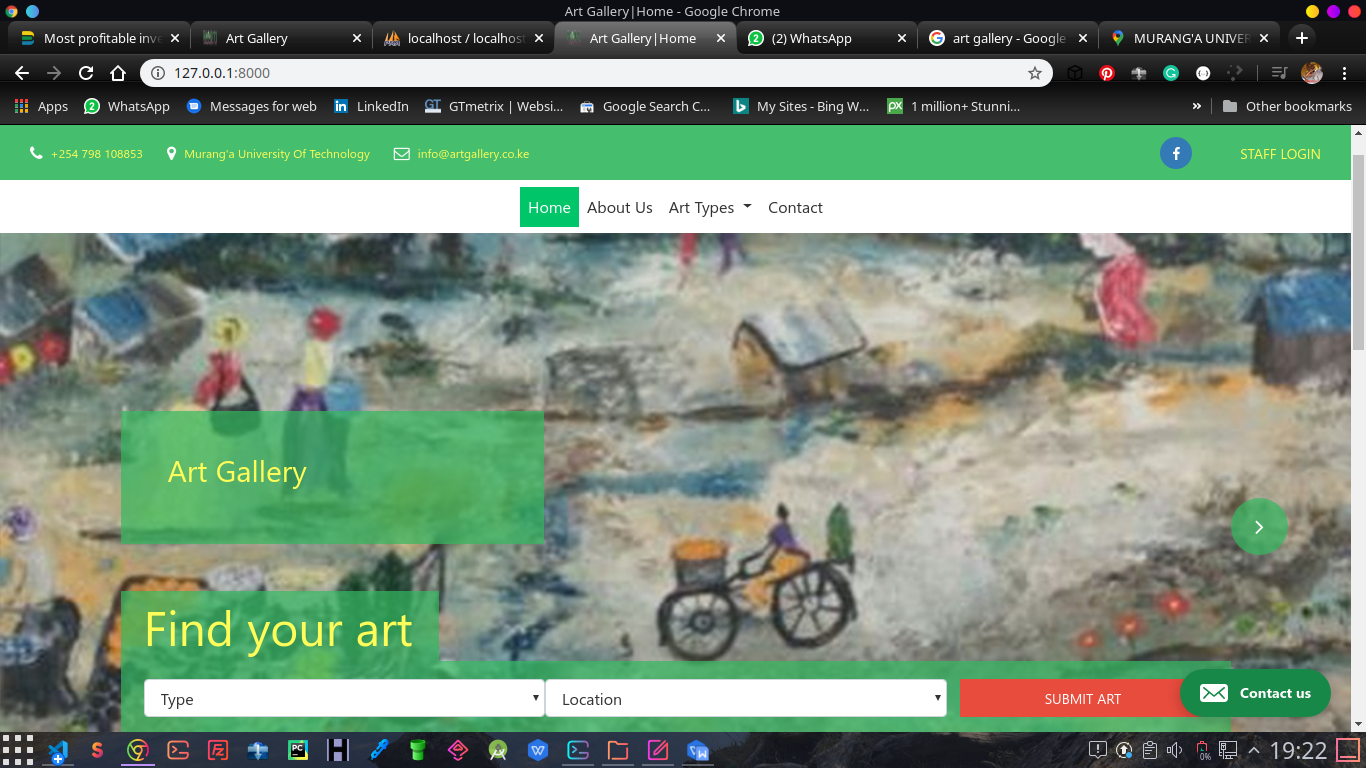 Art Gallery|Home - Google Chrome
Most profitable inve
Art Gallery
localhost / localhost
Art Gallery|Home
(2) WhatsApp
art gallery - Google
MURANG'A UNIVER
127.0.0.1:8000
Apps
WhatsApp
Messages for web
LinkedIn
GTmetrix | Websi...
Google Search C...
My Sites - Bing W...
1 million+ Stunni...
»
Other bookmarks
+254 798 108853
Murang'a University Of Technology
info@artgallery.co.ke
STAFF LOGIN
Home
About Us
Art Types
Contact
Art Gallery
Find your art
Type
Location
SUBMIT ART
Contact us
0%
19:22